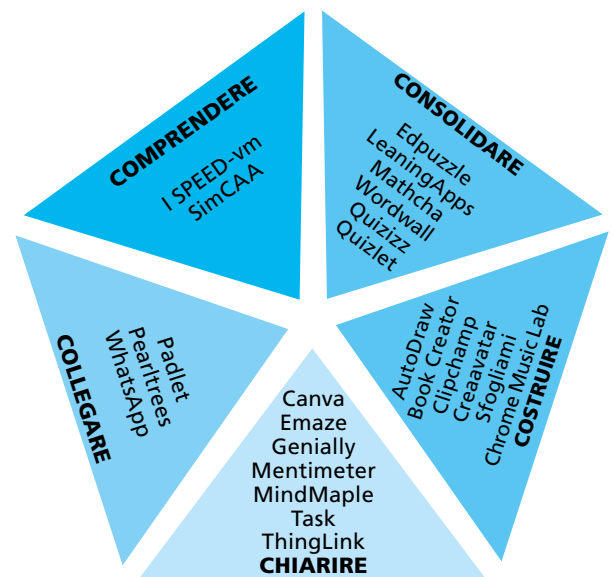 COMPRENDERE
I SPEED-vm
SimCAA
CONSOLIDARE
Edpuzzle
LeaningApps
Mathcha
Wordwall
Quizizz
Quizlet
AutoDraw
Book Creator
Clipchamp
Creaavatar
Sfogliami
Chrome Music Lab
COSTRUIRE
Canva
Emaze
Genially
Mentimeter
MindMaple
Task
ThingLink
CHIARIRE
Padlet
Pearltrees
WhatsApp
COLLEGARE